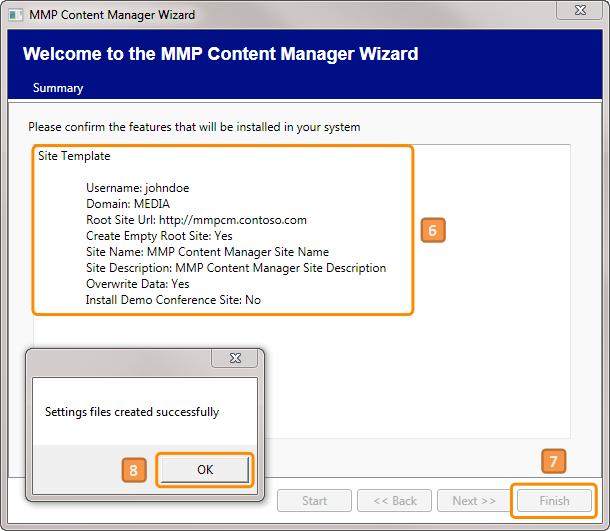 MMP Content Manager Wizard
Welcome to the MMP Content Manager Wizard
Summary
Please confirm the features that will be installed in your system
Site Template
Username: johndoe
Domain: MEDIA
Root Site Url: http://mmpcm.contoso.com
Create Empty Root Site: Yes
Site Name: MMP Content Manager Site Name
Site Description: MMP Content Manager Site Description
Overwrite Data: Yes
Install Demo Conference Site: No
6
Settings files created successfully
8
OK
7
Start
<< Back
Next >>
Finish